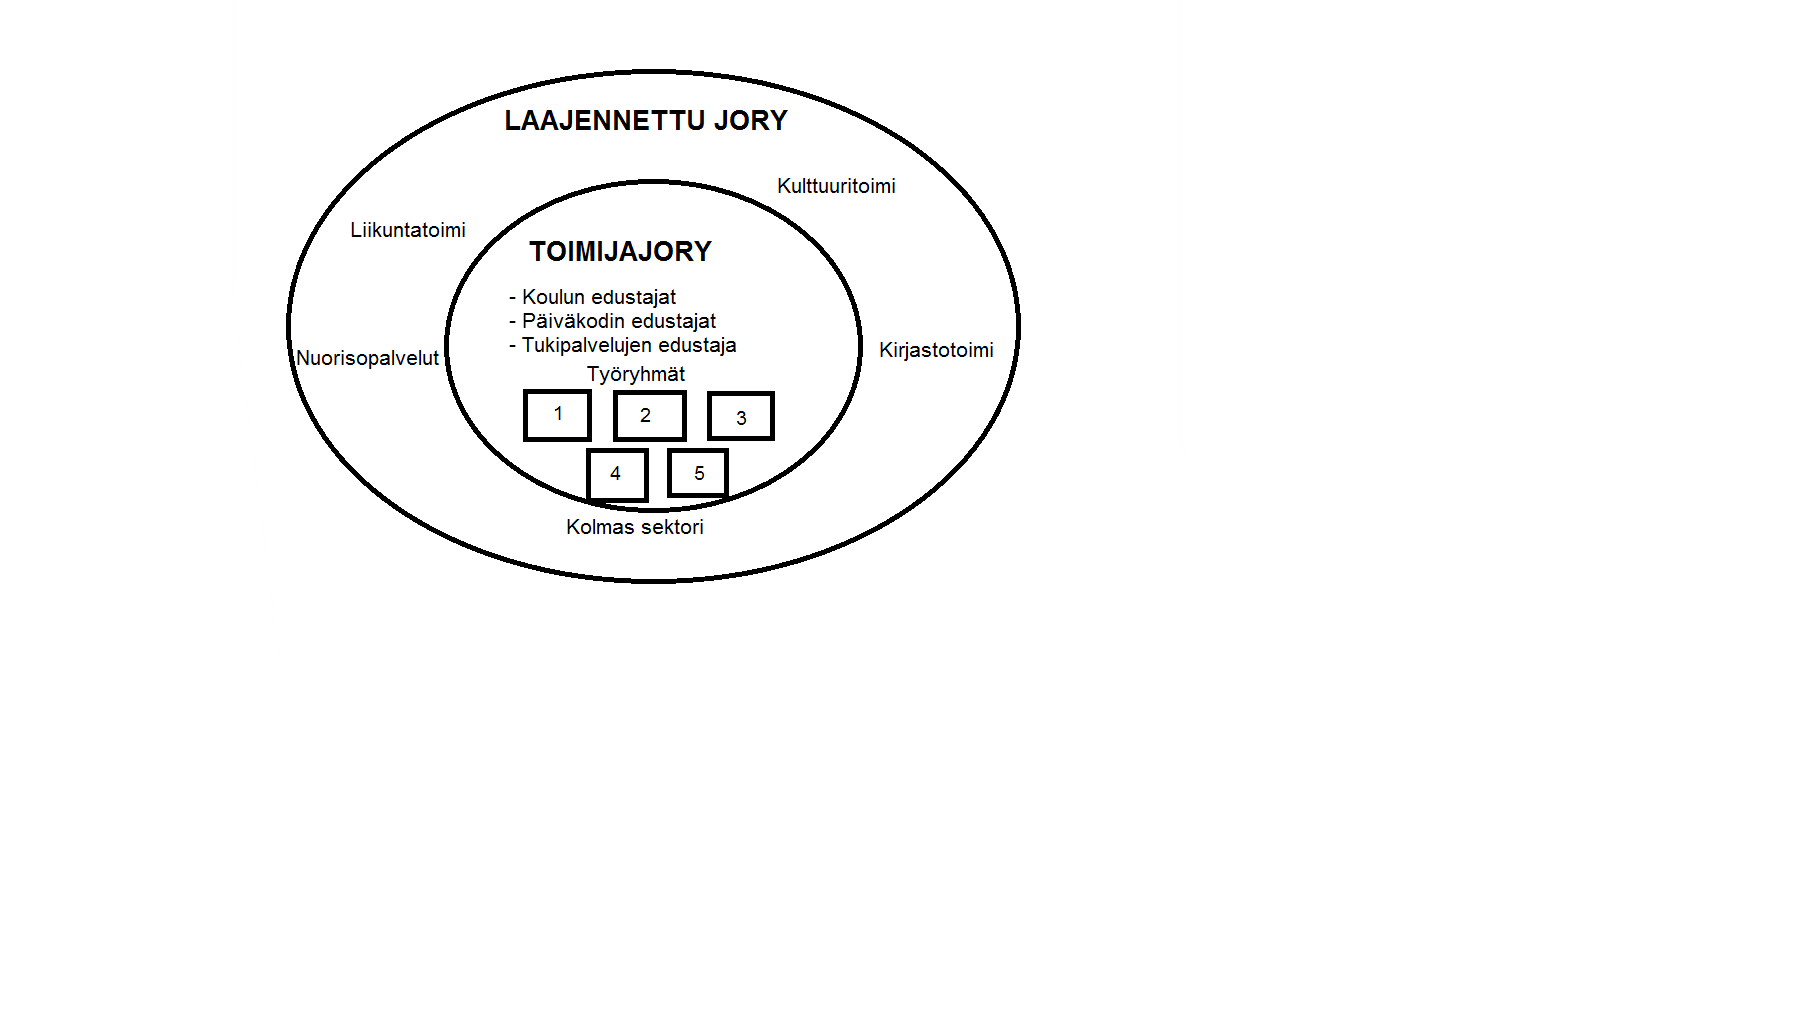 LAAJENNETTU JORY
Kulttuuritoimi
Liikuntatoimi
TOIMIJAJORY
- Koulun edustajat
- Päiväkodin edustajat
- Tukipalvelujen edustaja
Nuorisopalvelut
Kirjastotoimi
Työryhmät
1 2 3
4 5
Kolmas sektori